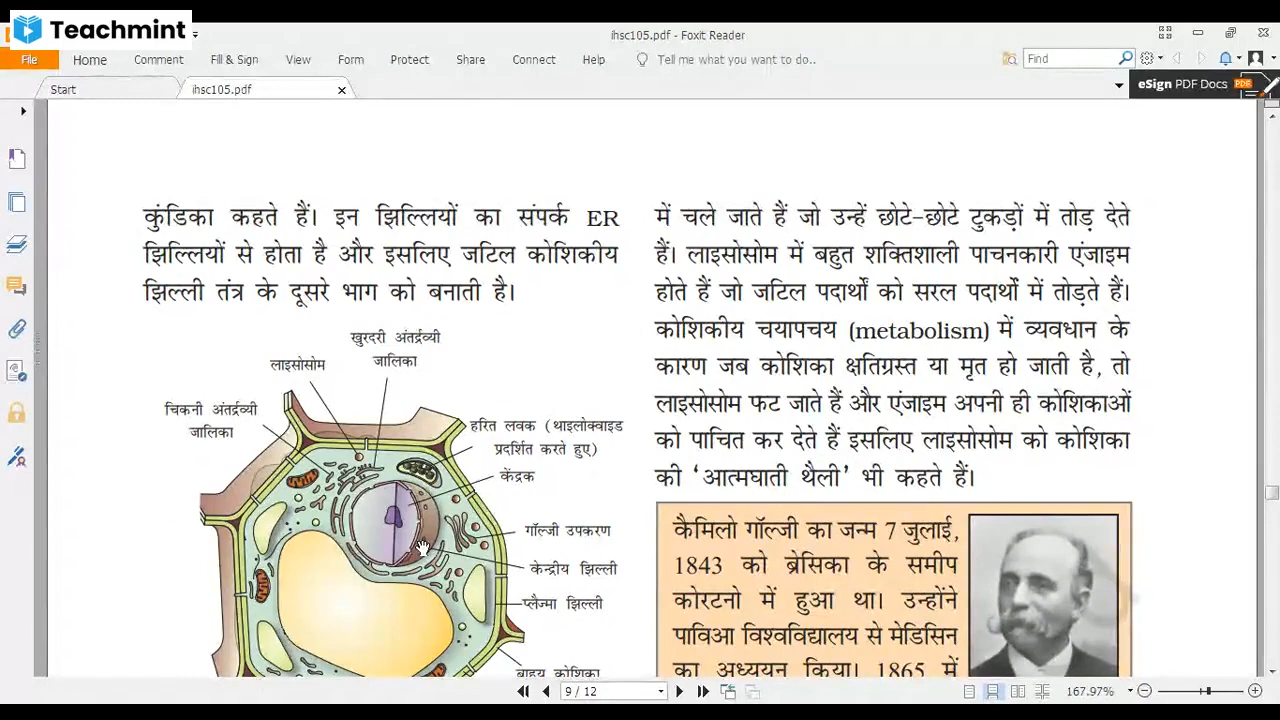 Teachmint
ihsc105.pdf - Foxit Reader
File Home Comment Fill & Sign View Form Protect Share Connect Help Tell me what you want to do.. Find
Start ihsc105.pdf eSign PDF Docs PDF
कुंडिका कहते हैं। इन झिल्लियों का संपर्क ER
झिल्लियों से होता है और इसलिए जटिल कोशिकीय
झिल्ली तंत्र के दूसरे भाग को बनाती है।
खुरदरी अंतर्द्रव्यी
जालिका
लाइसोसोम
चिकनी अंतर्द्रव्यी
जालिका
हरित लवक (थाइलोक्वाइड
प्रदर्शित करते हुए)
केंद्रक
गॉल्जी उपकरण
केन्द्रीय झिल्ली
प्लैज्मा झिल्ली
बाह्य कोशिका
में चले जाते हैं जो उन्हें छोटे-छोटे टुकड़ों में तोड़ देते
हैं। लाइसोसोम में बहुत शक्तिशाली पाचनकारी एंजाइम
होते हैं जो जटिल पदार्थों को सरल पदार्थों में तोड़ते हैं।
कोशिकीय चयापचय (metabolism) में व्यवधान के
कारण जब कोशिका क्षतिग्रस्त या मृत हो जाती है, तो
लाइसोसोम फट जाते हैं और एंजाइम अपनी ही कोशिकाओं
को पाचित कर देते हैं इसलिए लाइसोसोम को कोशिका
की ‘आत्मघाती थैली’ भी कहते हैं।
कैमिलो गॉल्जी का जन्म 7 जुलाई,
1843 को ब्रेसिका के समीप
कोरटनो में हुआ था। उन्होंने
पाविआ विश्वविद्यालय से मेडिसिन
का अध्ययन किया। 1865 में
9 / 12 167.97%